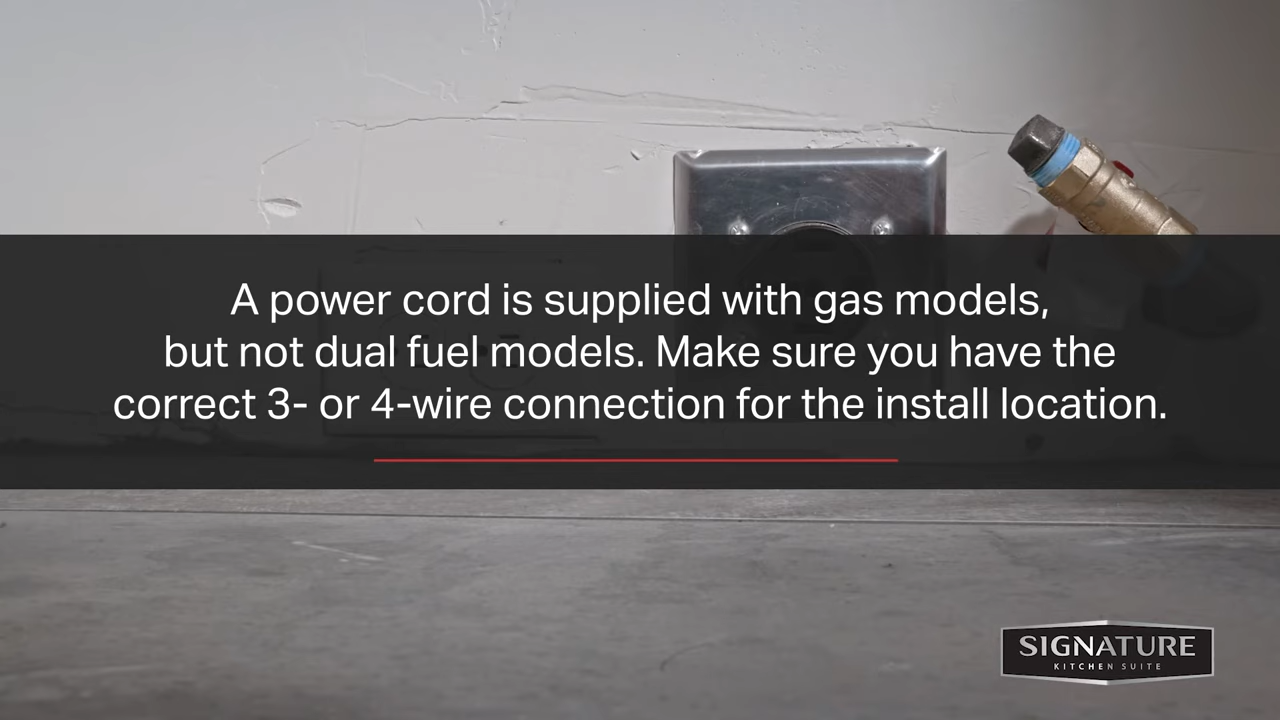 A power cord is supplied with gas models,
but not dual fuel models. Make sure you have the
correct 3- or 4-wire connection for the install location.
SIGNATURE
KITCHEN SUITE